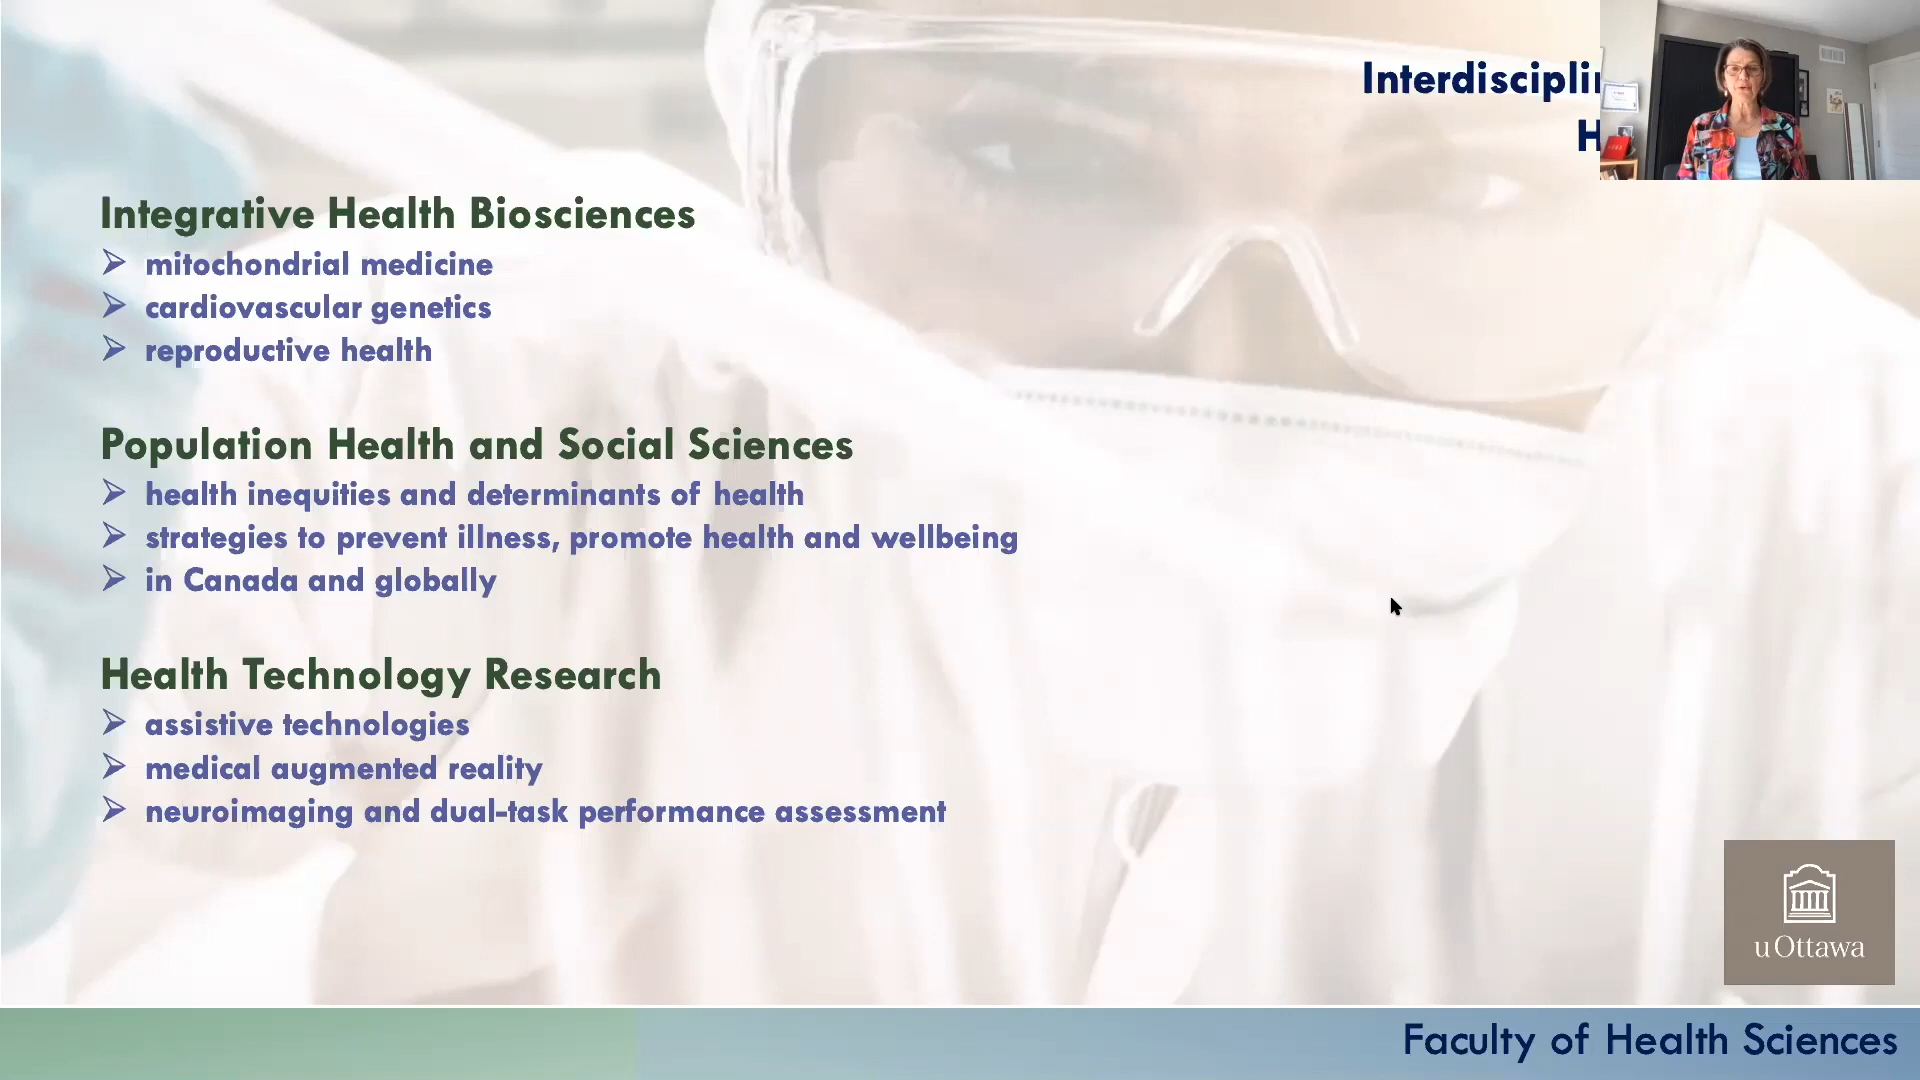 Integrative Health Biosciences
mitochondrial medicine
cardiovascular genetics
reproductive health
Population Health and Social Sciences
health inequities and determinants of health
strategies to prevent illness, promote health and wellbeing
in Canada and globally
Health Technology Research
assistive technologies
medical augmented reality
neuroimaging and dual-task performance assessment
uOttawa
Faculty of Health Sciences